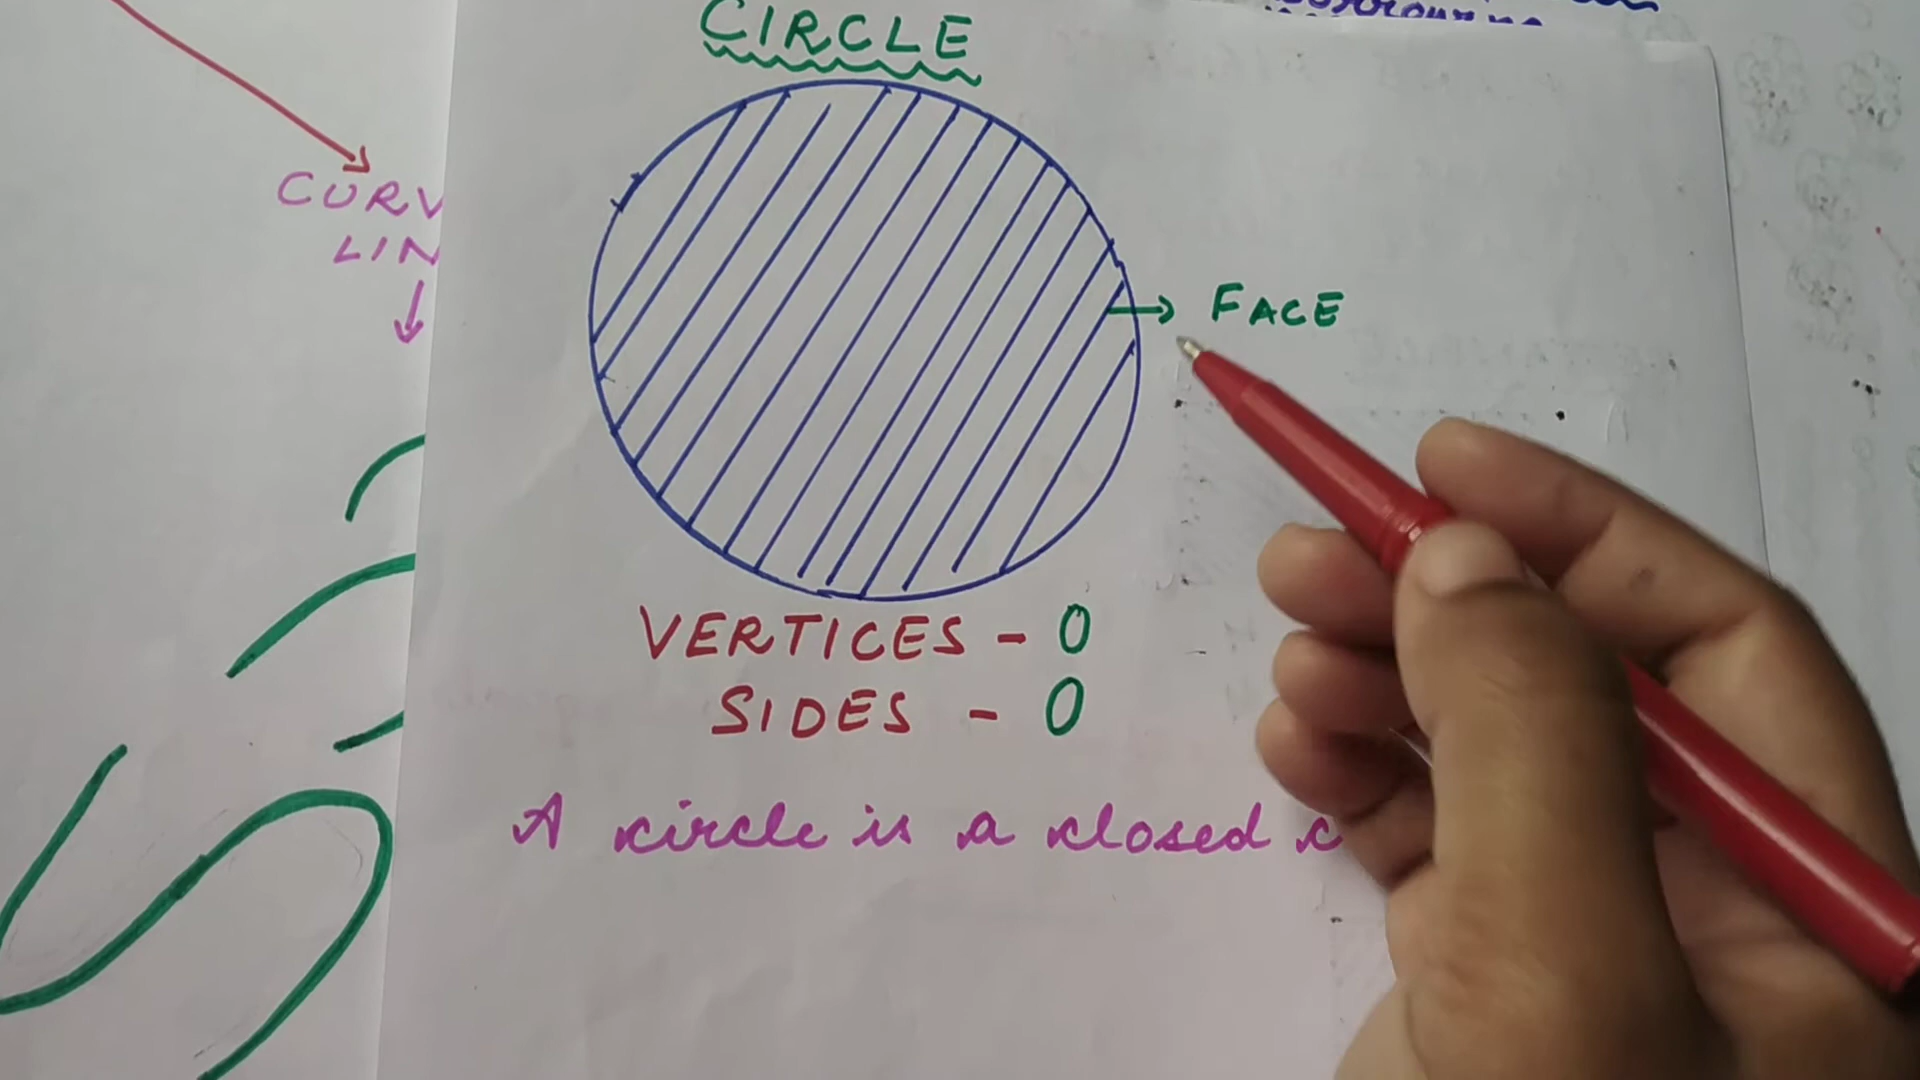 CIRCLE
CURV
LIN
FACE
VERTICES - 0
SIDES - 0
A circle is a closed c